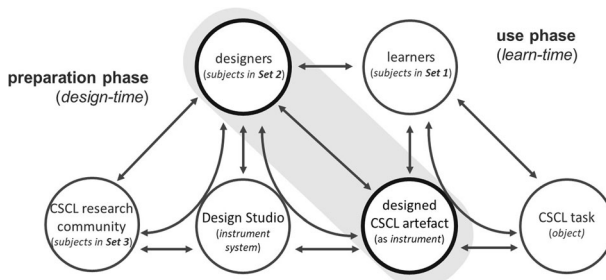 preparation phase
(design-time)
designers
(subjects in Set 2)
learners
(subjects in Set 1)
use phase
(learn-time)
CSCL research
community
(subjects in Set 3)
Design Studio
(instrument
system)
designed
CSCL artefact
(as instrument)
CSCL task
(object)